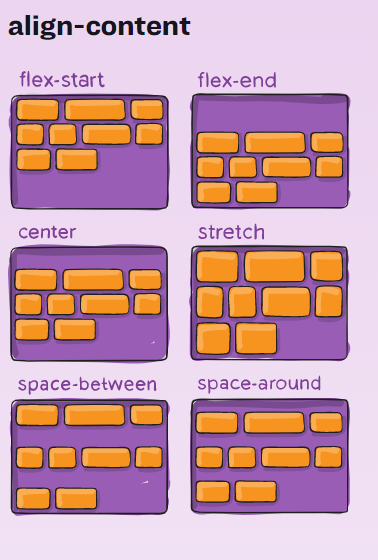 align-content
flex-start
flex-end
center
stretch
space-between
space-around